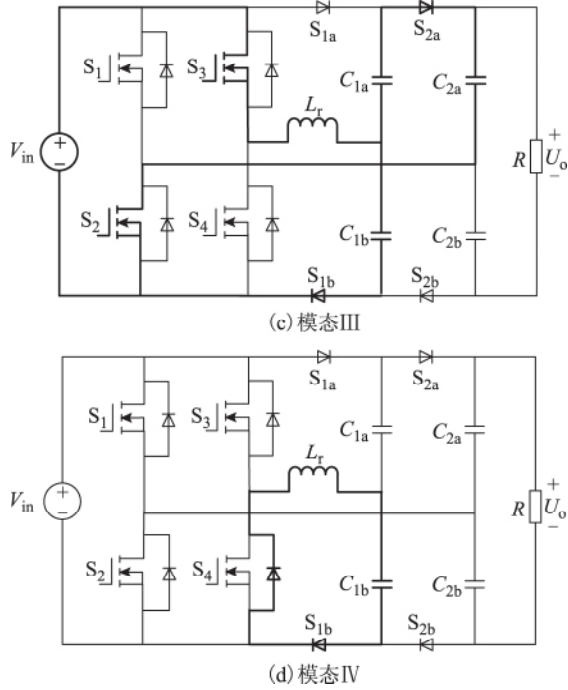 S1a
S2a
S1
S3
C1a
C2a
Lr
Vin
+
−
R
+
Uo
−
S2
S4
C1b
C2b
S1b
S2b
(c)模态Ⅲ
S1a
S2a
S1
S3
C1a
C2a
Lr
Vin
+
−
R
+
Uo
−
S2
S4
C1b
C2b
S1b
S2b
(d)模态Ⅳ